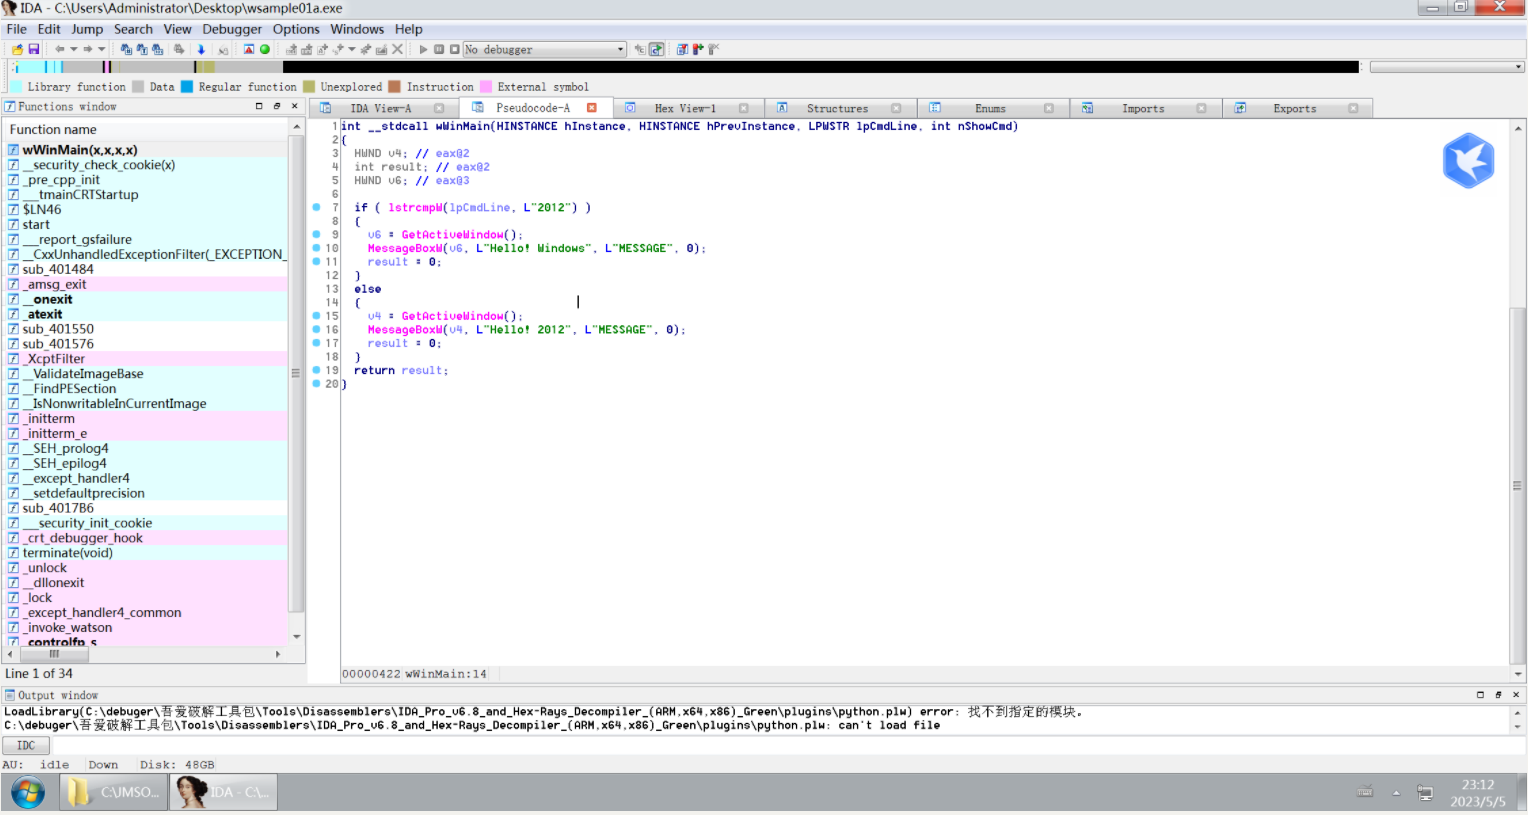 IDA - C:\Users\Administrator\Desktop\wsample01a.exe
File Edit Jump Search View Debugger Options Windows Help
No debugger
Library function Data Regular function Unexplored Instruction External symbol
Functions window
IDA View-A Pseudocode-A Hex View-1 Structures Enums Imports Exports
Function name
wWinMain(x,x,x,x)
__security_check_cookie(x)
_pre_cpp_init
___tmainCRTStartup
$LN46
start
___report_gsfailure
__CxxUnhandledExceptionFilter(_EXCEPTION_
sub_401484
_amsg_exit
__onexit
_atexit
sub_401550
sub_401576
_XcptFilter
__ValidateImageBase
__FindPESection
__IsNonwritableInCurrentImage
_initterm
_initterm_e
__SEH_prolog4
__SEH_epilog4
__except_handler4
__setdefaultprecision
sub_4017B6
___security_init_cookie
_crt_debugger_hook
terminate(void)
_unlock
__dllonexit
_lock
_except_handler4_common
_invoke_watson
_controlfp_s
Line 1 of 34
1 int __stdcall wWinMain(HINSTANCE hInstance, HINSTANCE hPrevInstance, LPWSTR lpCmdLine, int nShowCmd)
2 {
3 HWND v4; // eax@2
4 int result; // eax@2
5 HWND v6; // eax@3
6
7 if ( lstrcmpW(lpCmdLine, L"2012") )
8 {
9 v6 = GetActiveWindow();
10 MessageBoxW(v6, L"Hello! Windows", L"MESSAGE", 0);
11 result = 0;
12 }
13 else
14 {
15 v4 = GetActiveWindow();
16 MessageBoxW(v4, L"Hello! 2012", L"MESSAGE", 0);
17 result = 0;
18 }
19 return result;
20 }
00000422 wWinMain:14
Output window
LoadLibrary(C:\debuger\吾爱破解工具包\Tools\Disassemblers\IDA_Pro_v6.8_and_Hex-Rays_Decompiler_(ARM,x64,x86)_Green\plugins\python.plw) error: 找不到指定的模块。
C:\debuger\吾爱破解工具包\Tools\Disassemblers\IDA_Pro_v6.8_and_Hex-Rays_Decompiler_(ARM,x64,x86)_Green\plugins\python.plw: can't load file
IDC
AU: idle Down Disk: 48GB
C:\JMSO... IDA - C:\...
23:12
2023/5/5